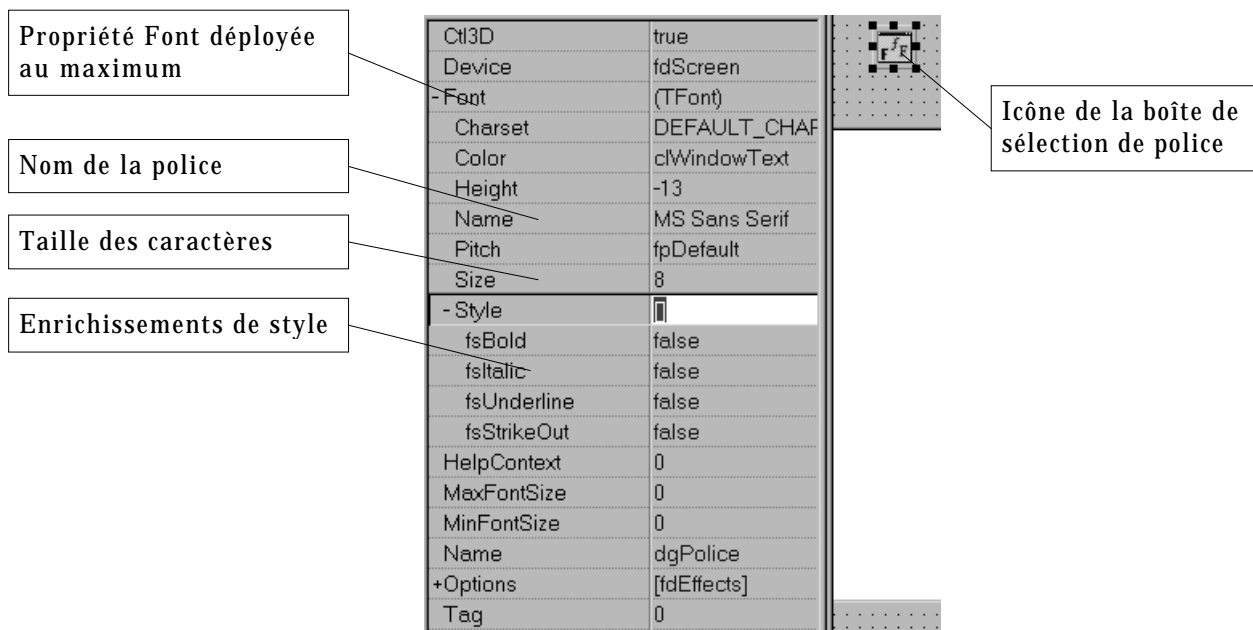 Propriété Font déployée
au maximum
Nom de la police
Taille des caractères
Enrichissements de style
Ctl3D true
Device fdScreen
-Font (TFont)
Charset DEFAULT_CHAR
Color clWindowText
Height -13
Name MS Sans Serif
Pitch fpDefault
Size 8
-Style []
fsBold false
fsItalic false
fsUnderline false
fsStrikeOut false
HelpContext 0
MaxFontSize 0
MinFontSize 0
Name dgPolice
+Options [fdEffects]
Tag 0
Icône de la boîte de
sélection de police